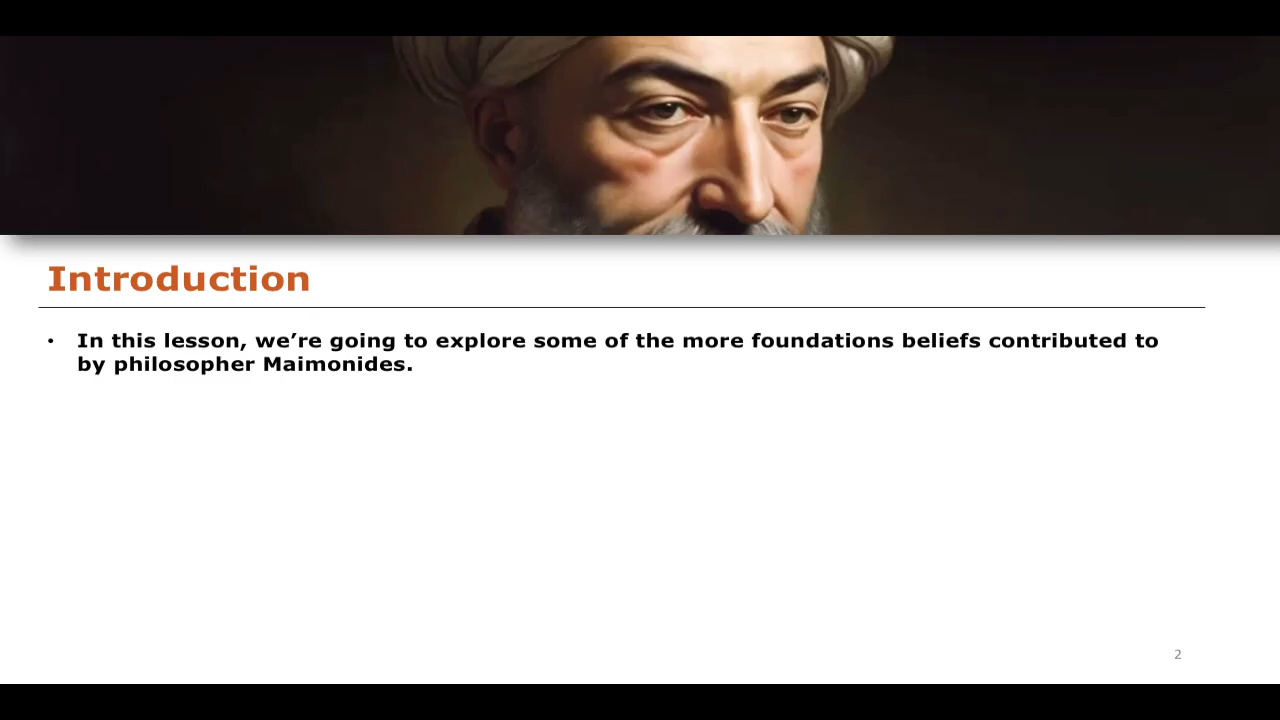 Introduction
• In this lesson, we’re going to explore some of the more foundations beliefs contributed to
by philosopher Maimonides.
2